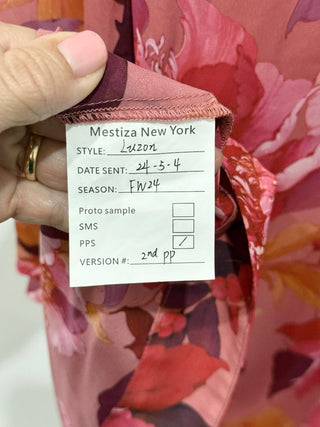 Mestiza New York
STYLE: Luzon
DATE SENT: 24-5-4
SEASON: FW24
Proto sample
SMS
PPS ✓
VERSION #: 2nd pp